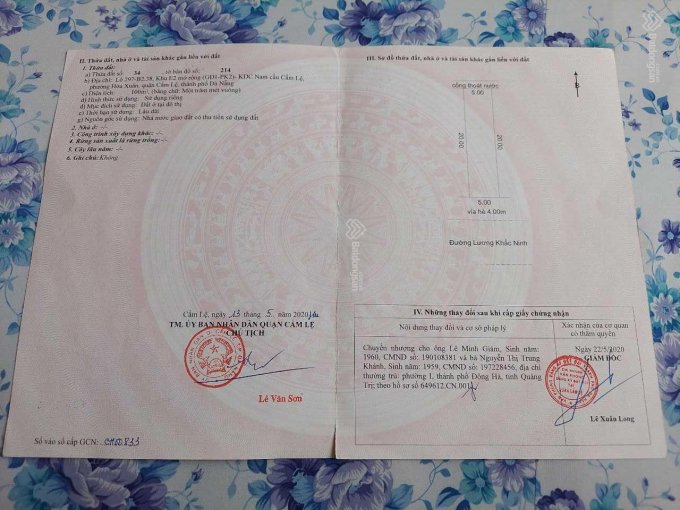 II. Thửa đất, nhà ở và tài sản khác gắn liền với đất
1. Thửa đất:
a) Thửa đất số: 34 , tờ bản đồ số: 214
b) Địa chỉ: Lô 297-B2.38, Khu E2 mở rộng (GĐ1-PK2)- KDC Nam cầu Cẩm Lệ,
phường Hòa Xuân, quận Cẩm Lệ, thành phố Đà Nẵng
c) Diện tích: 100m², (bằng chữ: Một trăm mét vuông)
d) Hình thức sử dụng: Sử dụng riêng
đ) Mục đích sử dụng: Đất ở tại đô thị
e) Thời hạn sử dụng: Lâu dài
g) Nguồn gốc sử dụng: Nhà nước giao đất có thu tiền sử dụng đất
2. Nhà ở: -/-
3. Công trình xây dựng khác: -/-
4. Rừng sản xuất là rừng trồng: -/-
5. Cây lâu năm: -/-
6. Ghi chú: Không
Cẩm Lệ, ngày 13 tháng 5 năm 2020
TM. ỦY BAN NHÂN DÂN QUẬN CẨM LỆ
CHỦ TỊCH
Lê Văn Sơn
Số vào sổ cấp GCN:
III. Sơ đồ thửa đất, nhà ở và tài sản khác gắn liền với đất
B
cống thoát nước
5.00
20.00
20.00
5.00
vỉa hè 4.00m
Đường Lương Khắc Ninh
IV. Những thay đổi sau khi cấp giấy chứng nhận
Nội dung thay đổi và cơ sở pháp lý
Xác nhận của cơ quan
có thẩm quyền
Chuyển nhượng cho ông Lê Minh Giám, Sinh năm:
1960, CMND số: 190108381 và bà Nguyễn Thị Trung
Khánh, Sinh năm: 1959, CMND số: 197228456, địa chỉ
thường trú: phường 1, thành phố Đông Hà, tỉnh Quảng
Trị; theo hồ sơ số 649612.CN.001
Ngày 22/5/2020
GIÁM ĐỐC
Lê Xuân Long
Batdongsan